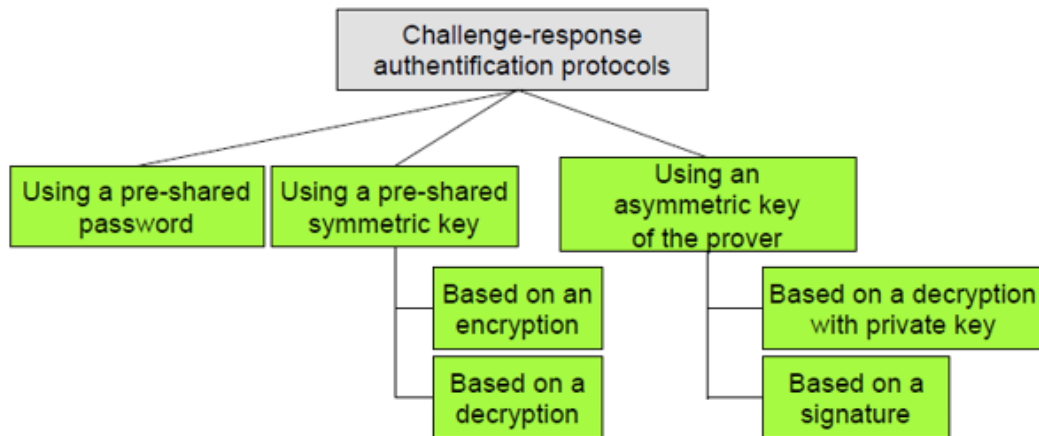 Challenge-response
authentification protocols
Using a pre-shared
password
Using a pre-shared
symmetric key
Using an
asymmetric key
of the prover
Based on an
encryption
Based on a decryption
with private key
Based on a
decryption
Based on a
signature